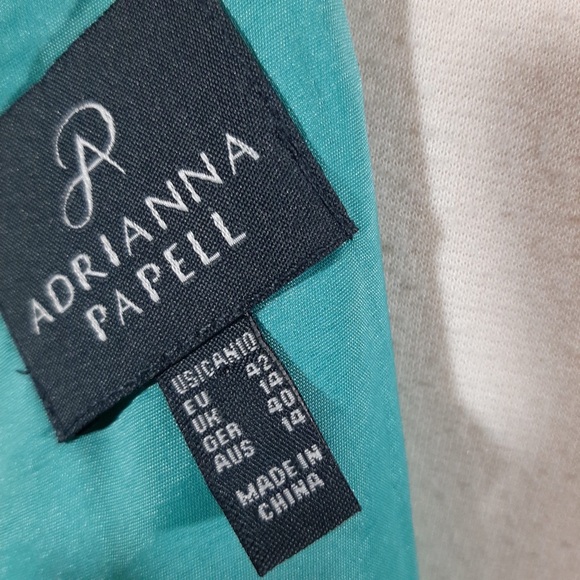 ADRIANNA
PAPELL
US/CAN 10
EU 42
UK 14
GER 40
AUS 14
MADE IN
CHINA